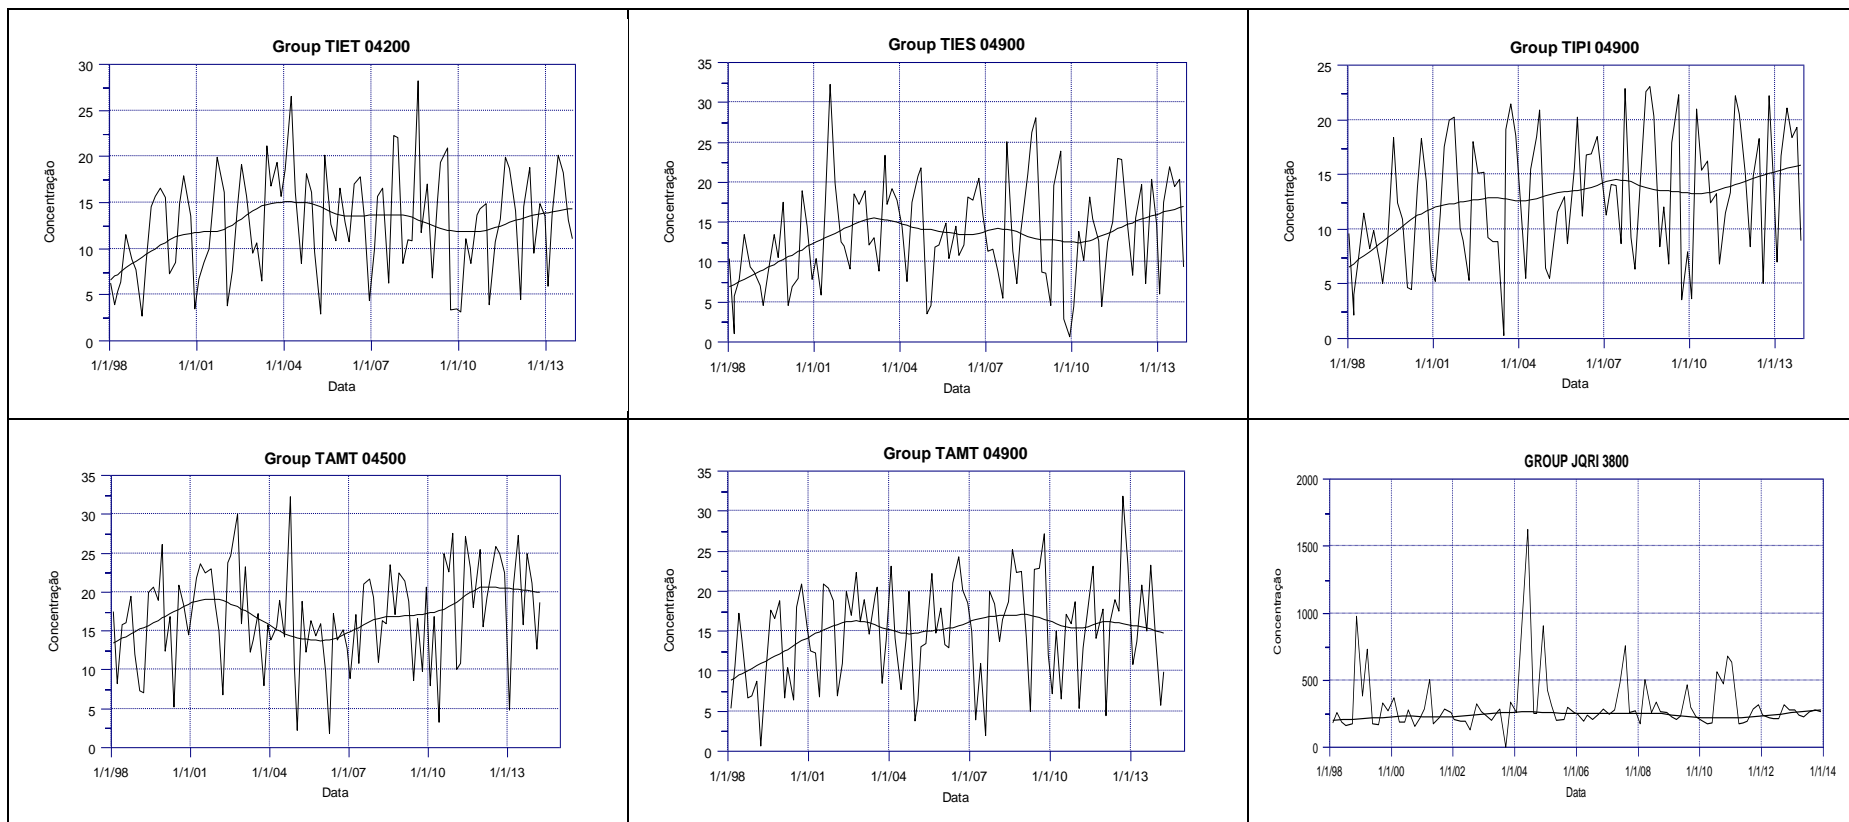 Group TIET 04200
30
25
20
15
10
5
0
Concentração
1/1/98 1/1/01 1/1/04 1/1/07 1/1/10 1/1/13
Data
Group TIES 04900
35
30
25
20
15
10
5
0
Concentração
1/1/98 1/1/01 1/1/04 1/1/07 1/1/10 1/1/13
Data
Group TIPI 04900
25
20
15
10
5
0
Concentração
1/1/98 1/1/01 1/1/04 1/1/07 1/1/10 1/1/13
Data
Group TAMT 04500
35
30
25
20
15
10
5
0
Concentração
1/1/98 1/1/01 1/1/04 1/1/07 1/1/10 1/1/13
Data
Group TAMT 04900
35
30
25
20
15
10
5
0
Concentração
1/1/98 1/1/01 1/1/04 1/1/07 1/1/10 1/1/13
Data
GROUP JQRI 3800
2000
1500
1000
500
0
Concentração
1/1/98 1/1/00 1/1/02 1/1/04 1/1/06 1/1/08 1/1/10 1/1/12 1/1/14
Data